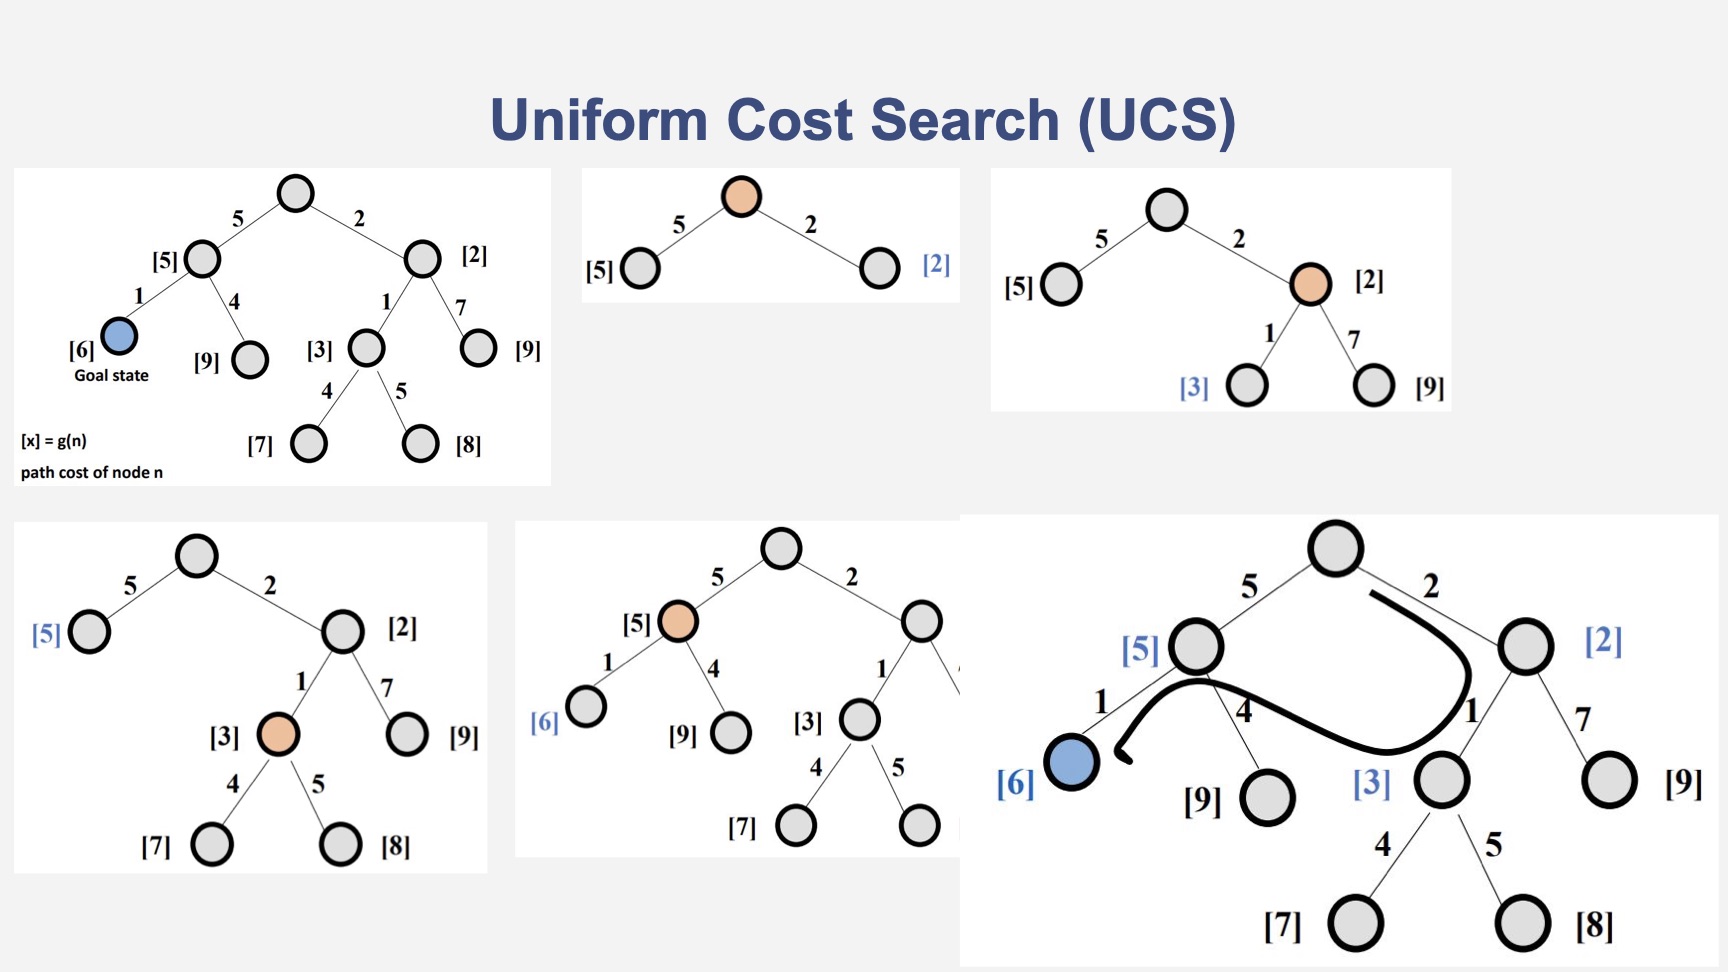 Uniform Cost Search (UCS)
5 2
[5] [2]
1 4 1 7
[6] [9] [3] [9]
Goal state
4 5
[7] [8]
[x] = g(n)
path cost of node n
5 2
[5] [2]
5 2
[5] [2]
1 7
[3] [9]
5 2
[5] [2]
1 7
[3] [9]
4 5
[7] [8]
5 2
[5]
1 4 1
[6] [9] [3]
4 5
[7]
5 2
[5] [2]
1 4 1 7
[6] [9] [3] [9]
4 5
[7] [8]